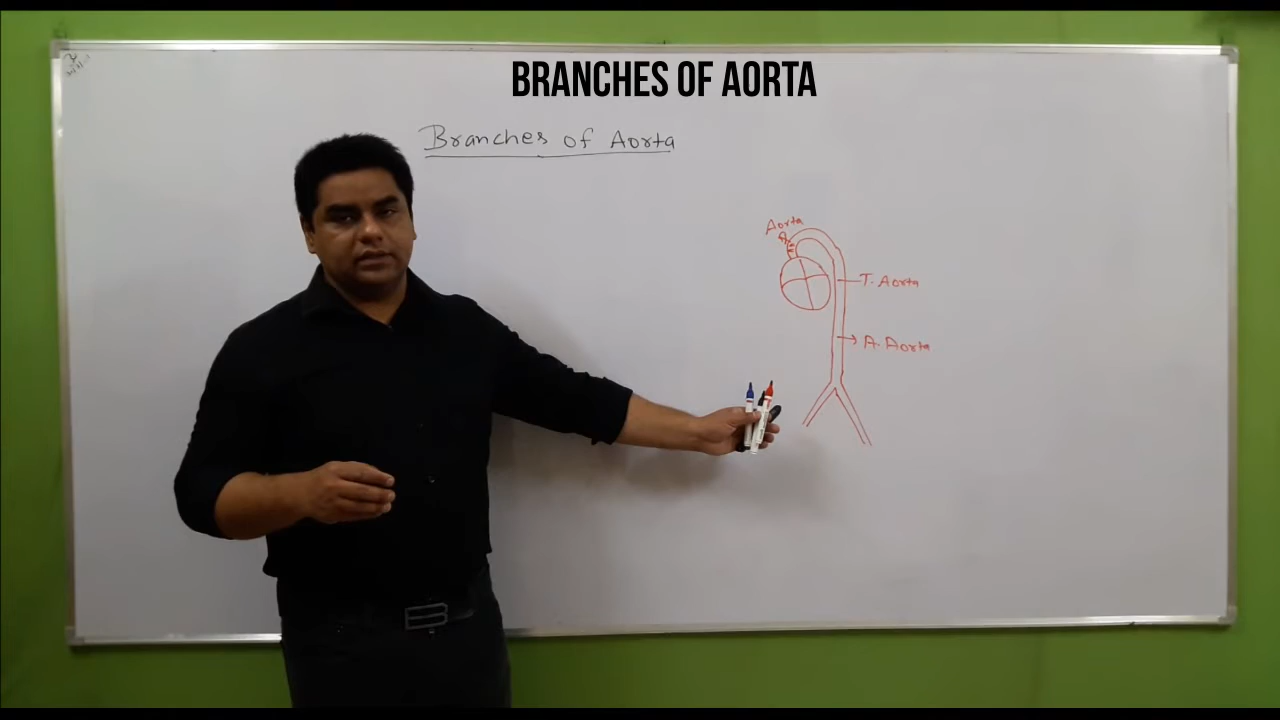 BRANCHES OF AORTA
Branches of Aorta
Aorta
T. Aorta
A. Aorta